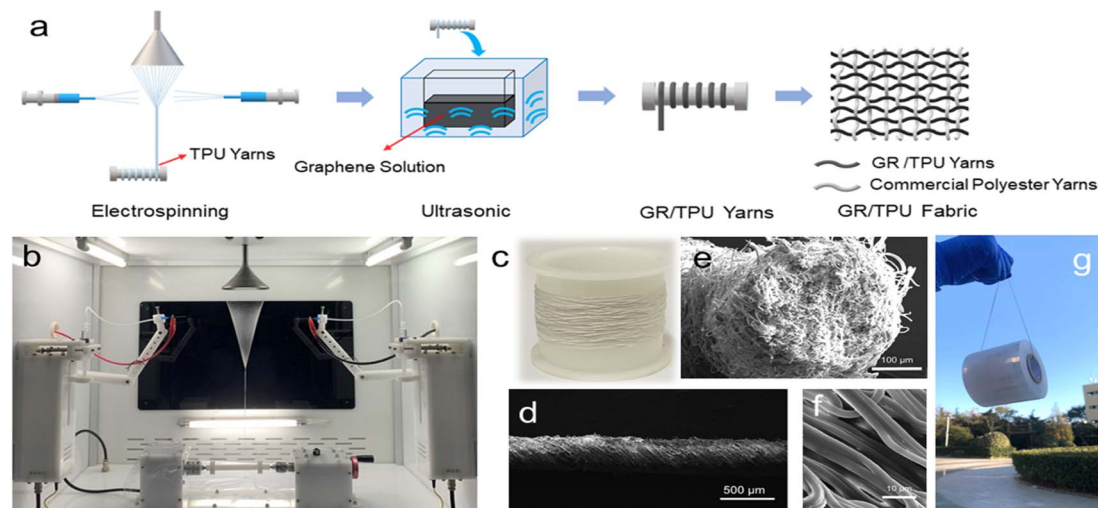 a
TPU Yarns
Graphene Solution
GR /TPU Yarns
Commercial Polyester Yarns
Electrospinning
Ultrasonic
GR/TPU Yarns
GR/TPU Fabric
b
c
e
100 µm
g
d
500 µm
f
10 µm